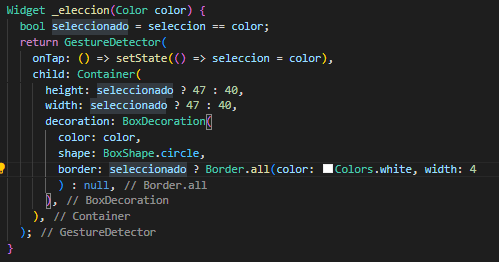 Widget _eleccion(Color color) {
  bool seleccionado = seleccion == color;
  return GestureDetector(
    onTap: () => setState(() => seleccion = color),
    child: Container(
      height: seleccionado ? 47 : 40,
      width: seleccionado ? 47 : 40,
      decoration: BoxDecoration(
        color: color,
        shape: BoxShape.circle,
        border: seleccionado ? Border.all(color: Colors.white, width: 4
        ) : null, // Border.all
      ), // BoxDecoration
    ), // Container
  ); // GestureDetector
}